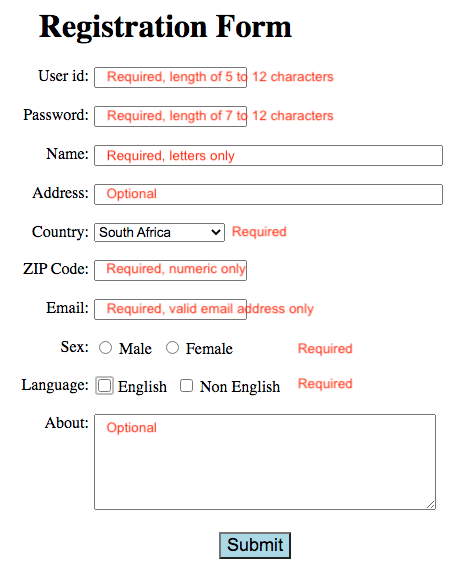 Registration Form
User id: Required, length of 5 to 12 characters
Password: Required, length of 7 to 12 characters
Name: Required, letters only
Address: Optional
Country: South Africa Required
ZIP Code: Required, numeric only
Email: Required, valid email address only
Sex: Male Female Required
Language: English Non English Required
About: Optional
Submit